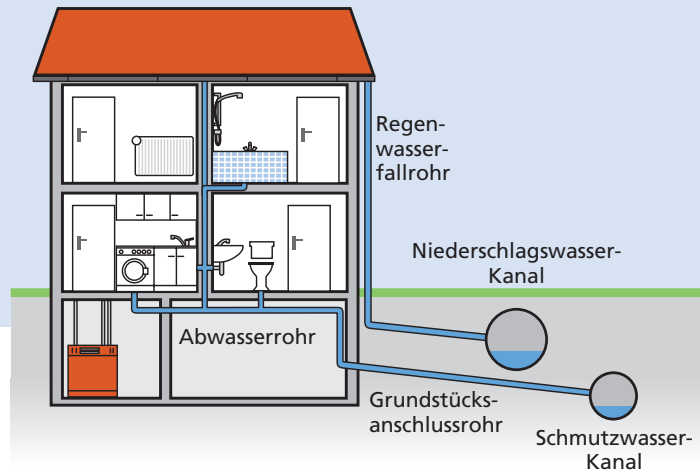 Regen-
wasser-
fallrohr
Niederschlagswasser-
Kanal
Abwasserrohr
Grundstücks-
anschlussrohr
Schmutzwasser-
Kanal